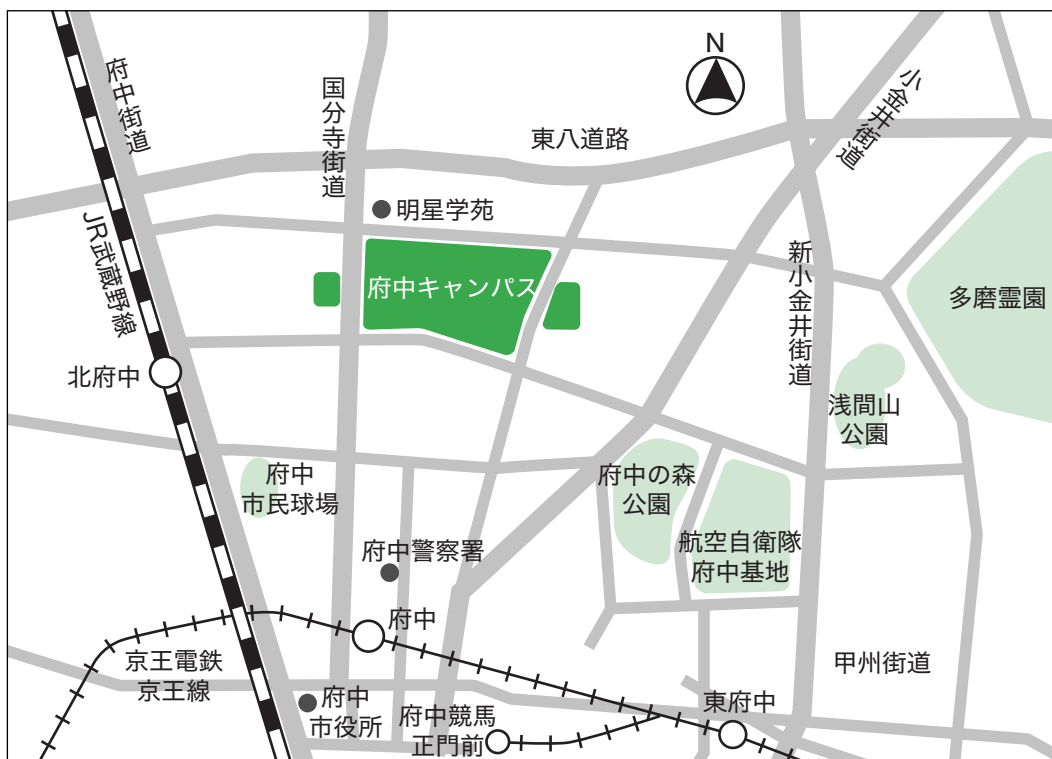 N
府中街道
国分寺街道
小金井街道
東八道路
明星学苑
JR武蔵野線
府中キャンパス
新小金井街道
多磨霊園
北府中
浅間山
公園
府中
市民球場
府中の森
公園
府中警察署
航空自衛隊
府中基地
府中
京王電鉄
京王線
甲州街道
府中
市役所
府中競馬
正門前
東府中